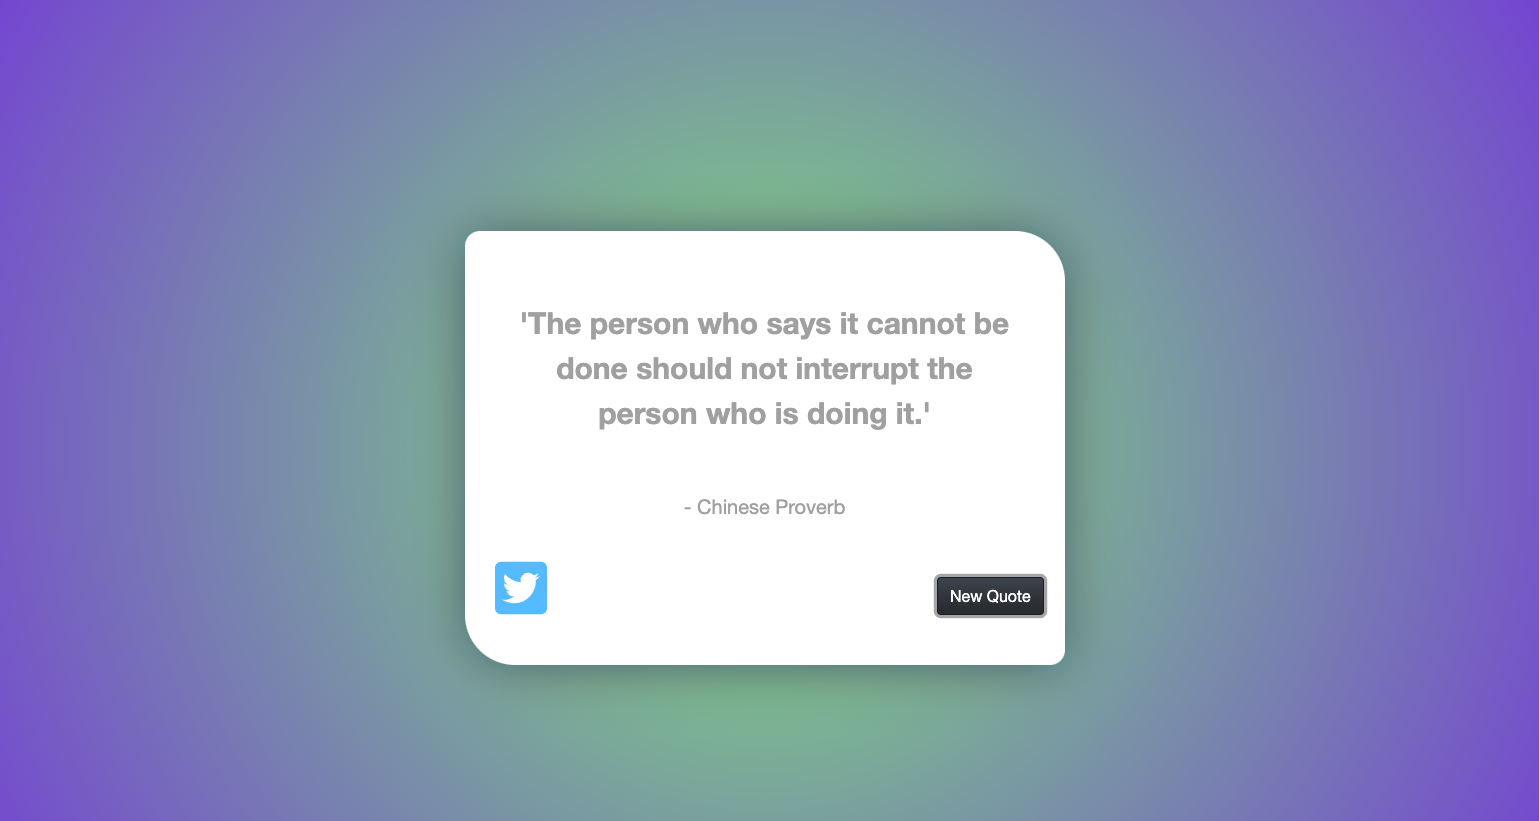 'The person who says it cannot be
done should not interrupt the
person who is doing it.'
- Chinese Proverb
New Quote